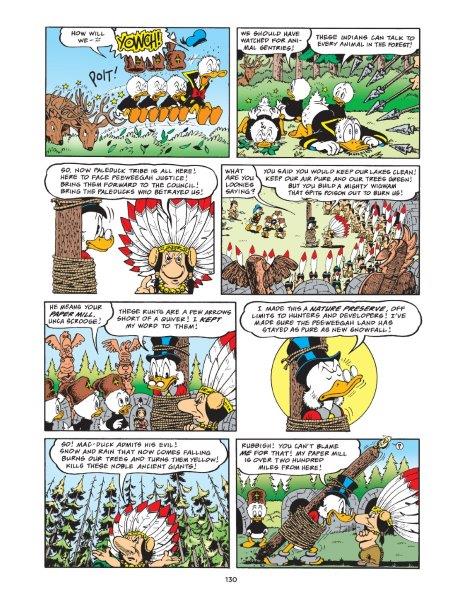 HOW WILL
WE-
YOWCH!
POIT!
WE SHOULD HAVE
WATCHED FOR ANI-
MAL SENTRIES!
THESE INDIANS CAN TALK TO
EVERY ANIMAL IN THE FOREST!
SO, NOW PALEDUCK TRIBE IS ALL HERE!
HERE TO FACE PEEWEEGAH JUSTICE!
BRING THEM FORWARD TO THE COUNCIL!
BRING THE PALEDUCKS WHO BETRAYED US!
WHAT
ARE YOU
LOONIES
SAYING?
YOU SAID YOU WOULD KEEP OUR LAKES CLEAN!
KEEP OUR AIR PURE AND OUR TREES GREEN!
BUT YOU BUILD A MIGHTY WIGWAM
THAT SPITS POISON OUT TO BURN US!
HE MEANS YOUR
PAPER MILL,
UNCA SCROOGE!
THESE RUNTS ARE A FEW ARROWS
SHORT OF A QUIVER! I KEPT
MY WORD TO THEM!
I MADE THIS A NATURE PRESERVE, OFF
LIMITS TO HUNTERS AND DEVELOPERS! I'VE
MADE SURE THE PEEWEEGAH LAND HAS
STAYED AS PURE AS NEW SNOWFALL!
SO! MAC-DUCK ADMITS HIS EVIL!
SNOW AND RAIN THAT NOW COMES FALLING
BURNS OUR TREES AND TURNS THEM YELLOW!
KILLS THESE NOBLE ANCIENT GIANTS!
RUBBISH! YOU CAN'T BLAME
ME FOR THAT! MY PAPER MILL
IS OVER TWO HUNDRED
MILES FROM HERE!
130